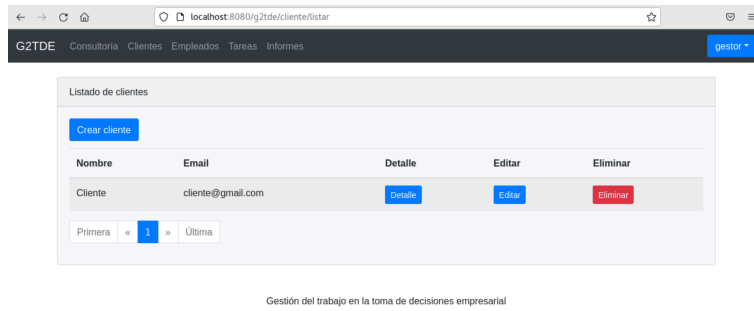 localhost:8080/g2tde/cliente/listar
G2TDE Consultoría Clientes Empleados Tareas Informes gestor
Listado de clientes
Crear cliente
Nombre Email Detalle Editar Eliminar
Cliente cliente@gmail.com Detalle Editar Eliminar
Primera « 1 » Última
Gestión del trabajo en la toma de decisiones empresarial